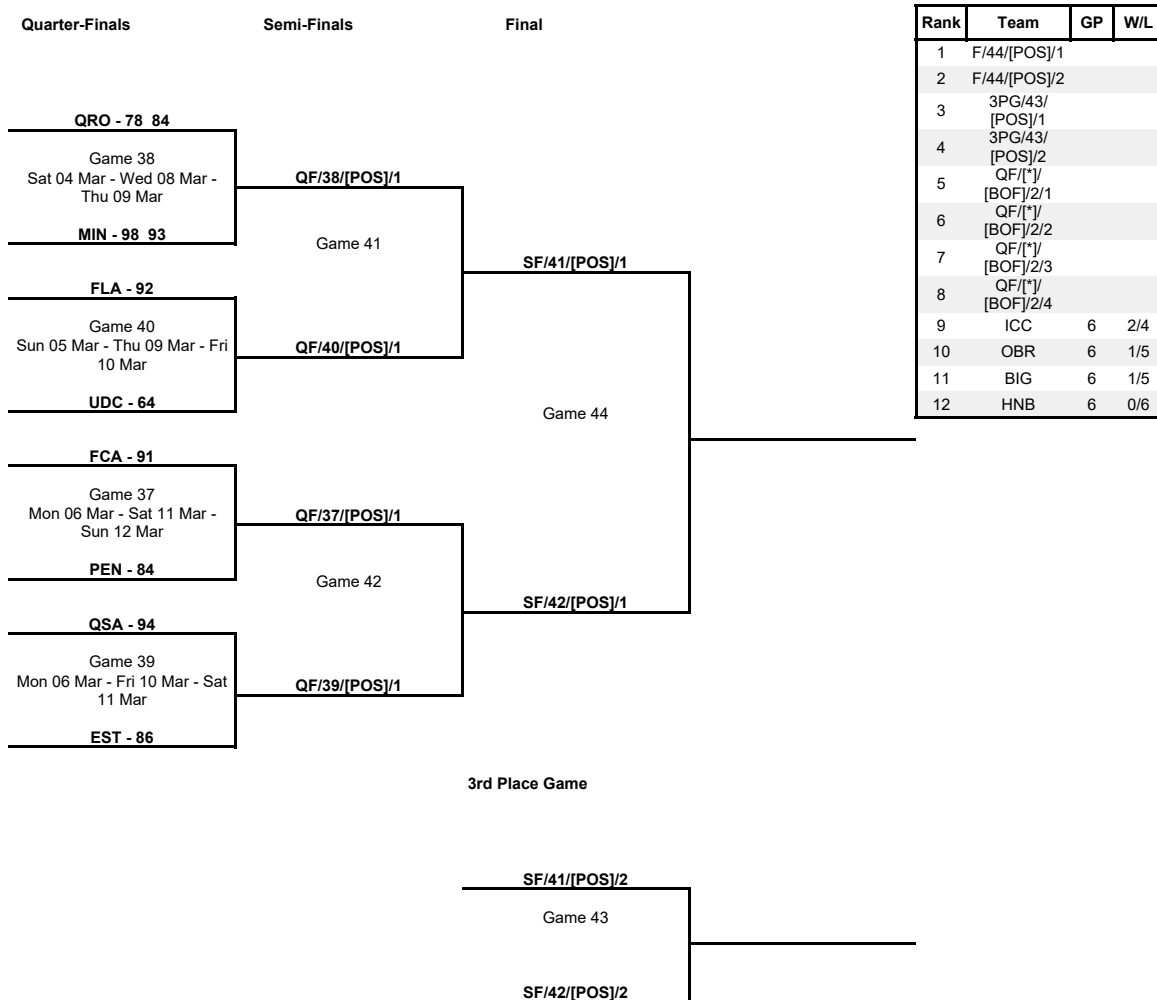 Quarter-Finals
Semi-Finals
Final
QRO - 78 84
Game 38
Sat 04 Mar - Wed 08 Mar -
Thu 09 Mar
MIN - 98 93
FLA - 92
Game 40
Sun 05 Mar - Thu 09 Mar - Fri
10 Mar
UDC - 64
FCA - 91
Game 37
Mon 06 Mar - Sat 11 Mar -
Sun 12 Mar
PEN - 84
QSA - 94
Game 39
Mon 06 Mar - Fri 10 Mar - Sat
11 Mar
EST - 86
QF/38/[POS]/1
Game 41
QF/40/[POS]/1
QF/37/[POS]/1
Game 42
QF/39/[POS]/1
SF/41/[POS]/1
Game 44
SF/42/[POS]/1
3rd Place Game
SF/41/[POS]/2
Game 43
SF/42/[POS]/2
Rank Team GP W/L
1 F/44/[POS]/1
2 F/44/[POS]/2
3 3PG/43/
[POS]/1
4 3PG/43/
[POS]/2
5 QF/[*]/
[BOF]/2/1
6 QF/[*]/
[BOF]/2/2
7 QF/[*]/
[BOF]/2/3
8 QF/[*]/
[BOF]/2/4
9 ICC 6 2/4
10 OBR 6 1/5
11 BIG 6 1/5
12 HNB 6 0/6